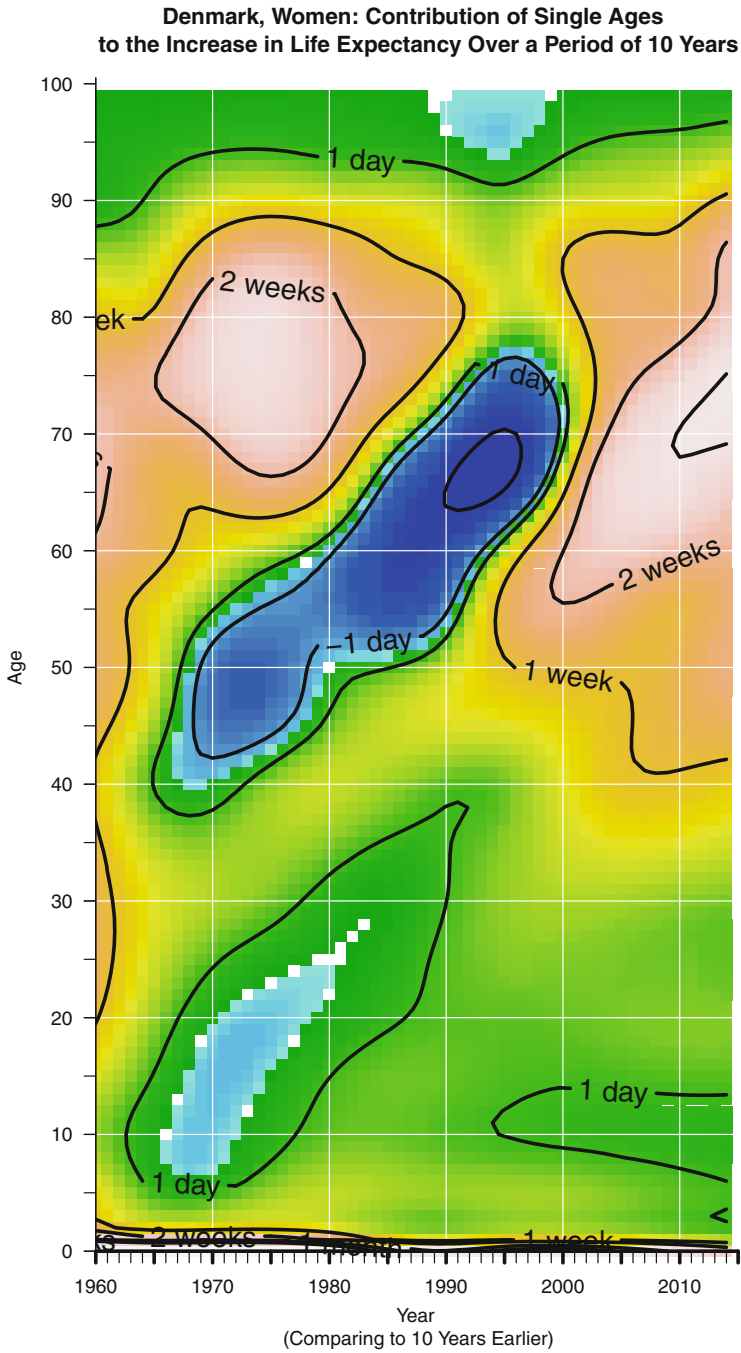 Denmark, Women: Contribution of Single Ages
to the Increase in Life Expectancy Over a Period of 10 Years
100
90
80
70
60
50
40
30
20
10
0
Age
1 day
2 weeks
ek
1 day
2 weeks
−1 day
1 week
1 day
1 day
ks
2 weeks
1 month
1 week
1960
1970
1980
1990
2000
2010
Year
(Comparing to 10 Years Earlier)